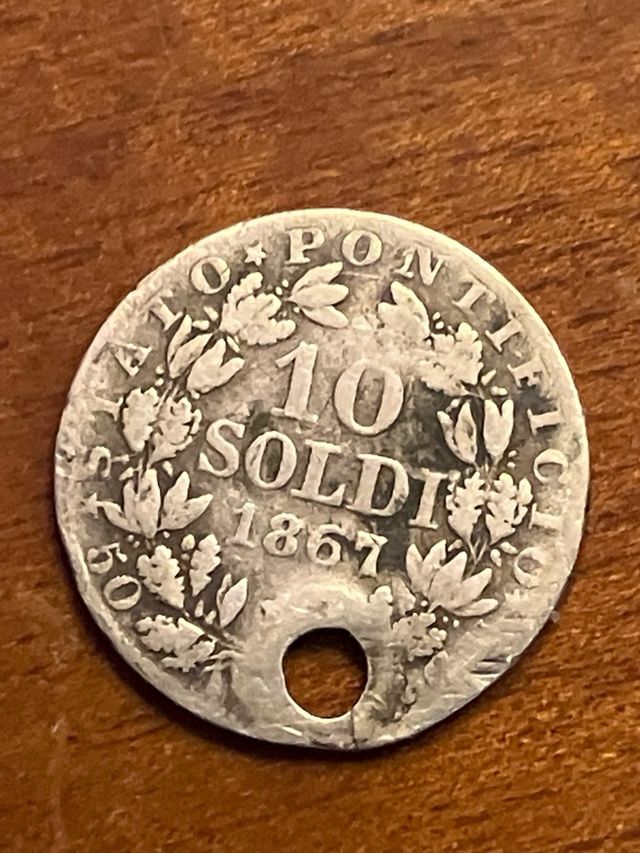 50 * STATO * PONTIFICIO *
10
SOLDI
1867